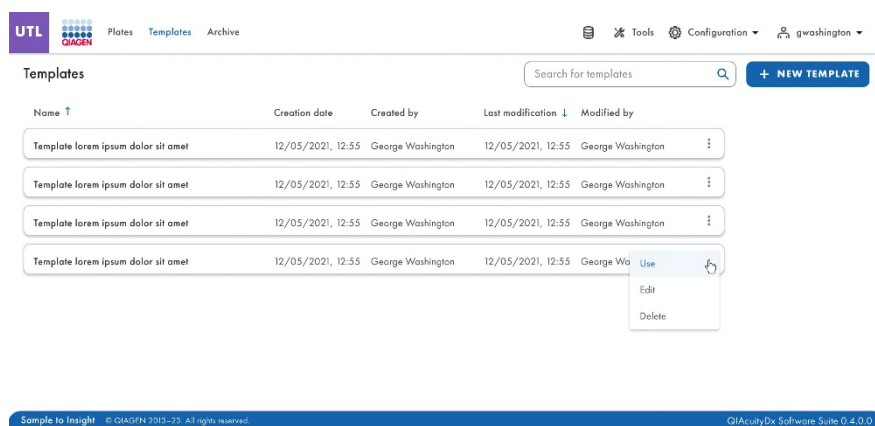 UTL QIAGEN Plates Templates Archive Tools Configuration gwashington
Templates Search for templates + NEW TEMPLATE
Name ↑ Creation date Created by Last modification ↓ Modified by
Template lorem ipsum dolor sit amet 12/05/2021, 12:55 George Washington 12/05/2021, 12:55 George Washington
Template lorem ipsum dolor sit amet 12/05/2021, 12:55 George Washington 12/05/2021, 12:55 George Washington
Template lorem ipsum dolor sit amet 12/05/2021, 12:55 George Washington 12/05/2021, 12:55 George Washington
Template lorem ipsum dolor sit amet 12/05/2021, 12:55 George Washington 12/05/2021, 12:55 George Wa Use
Edit
Delete
Sample to Insight © QIAGEN 2013–23. All rights reserved. QIAcuityDx Software Suite 0.4.0.0